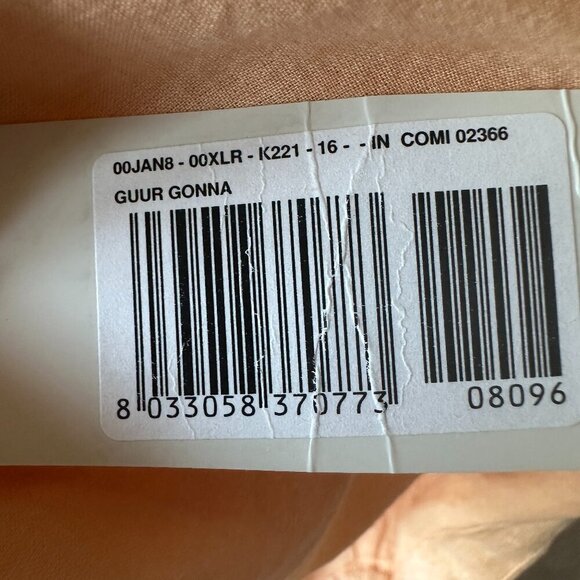 00JAN8 - 00XLR - K221 - 16 - - IN COMI 02366
GUUR GONNA
8 033058 370773
08096